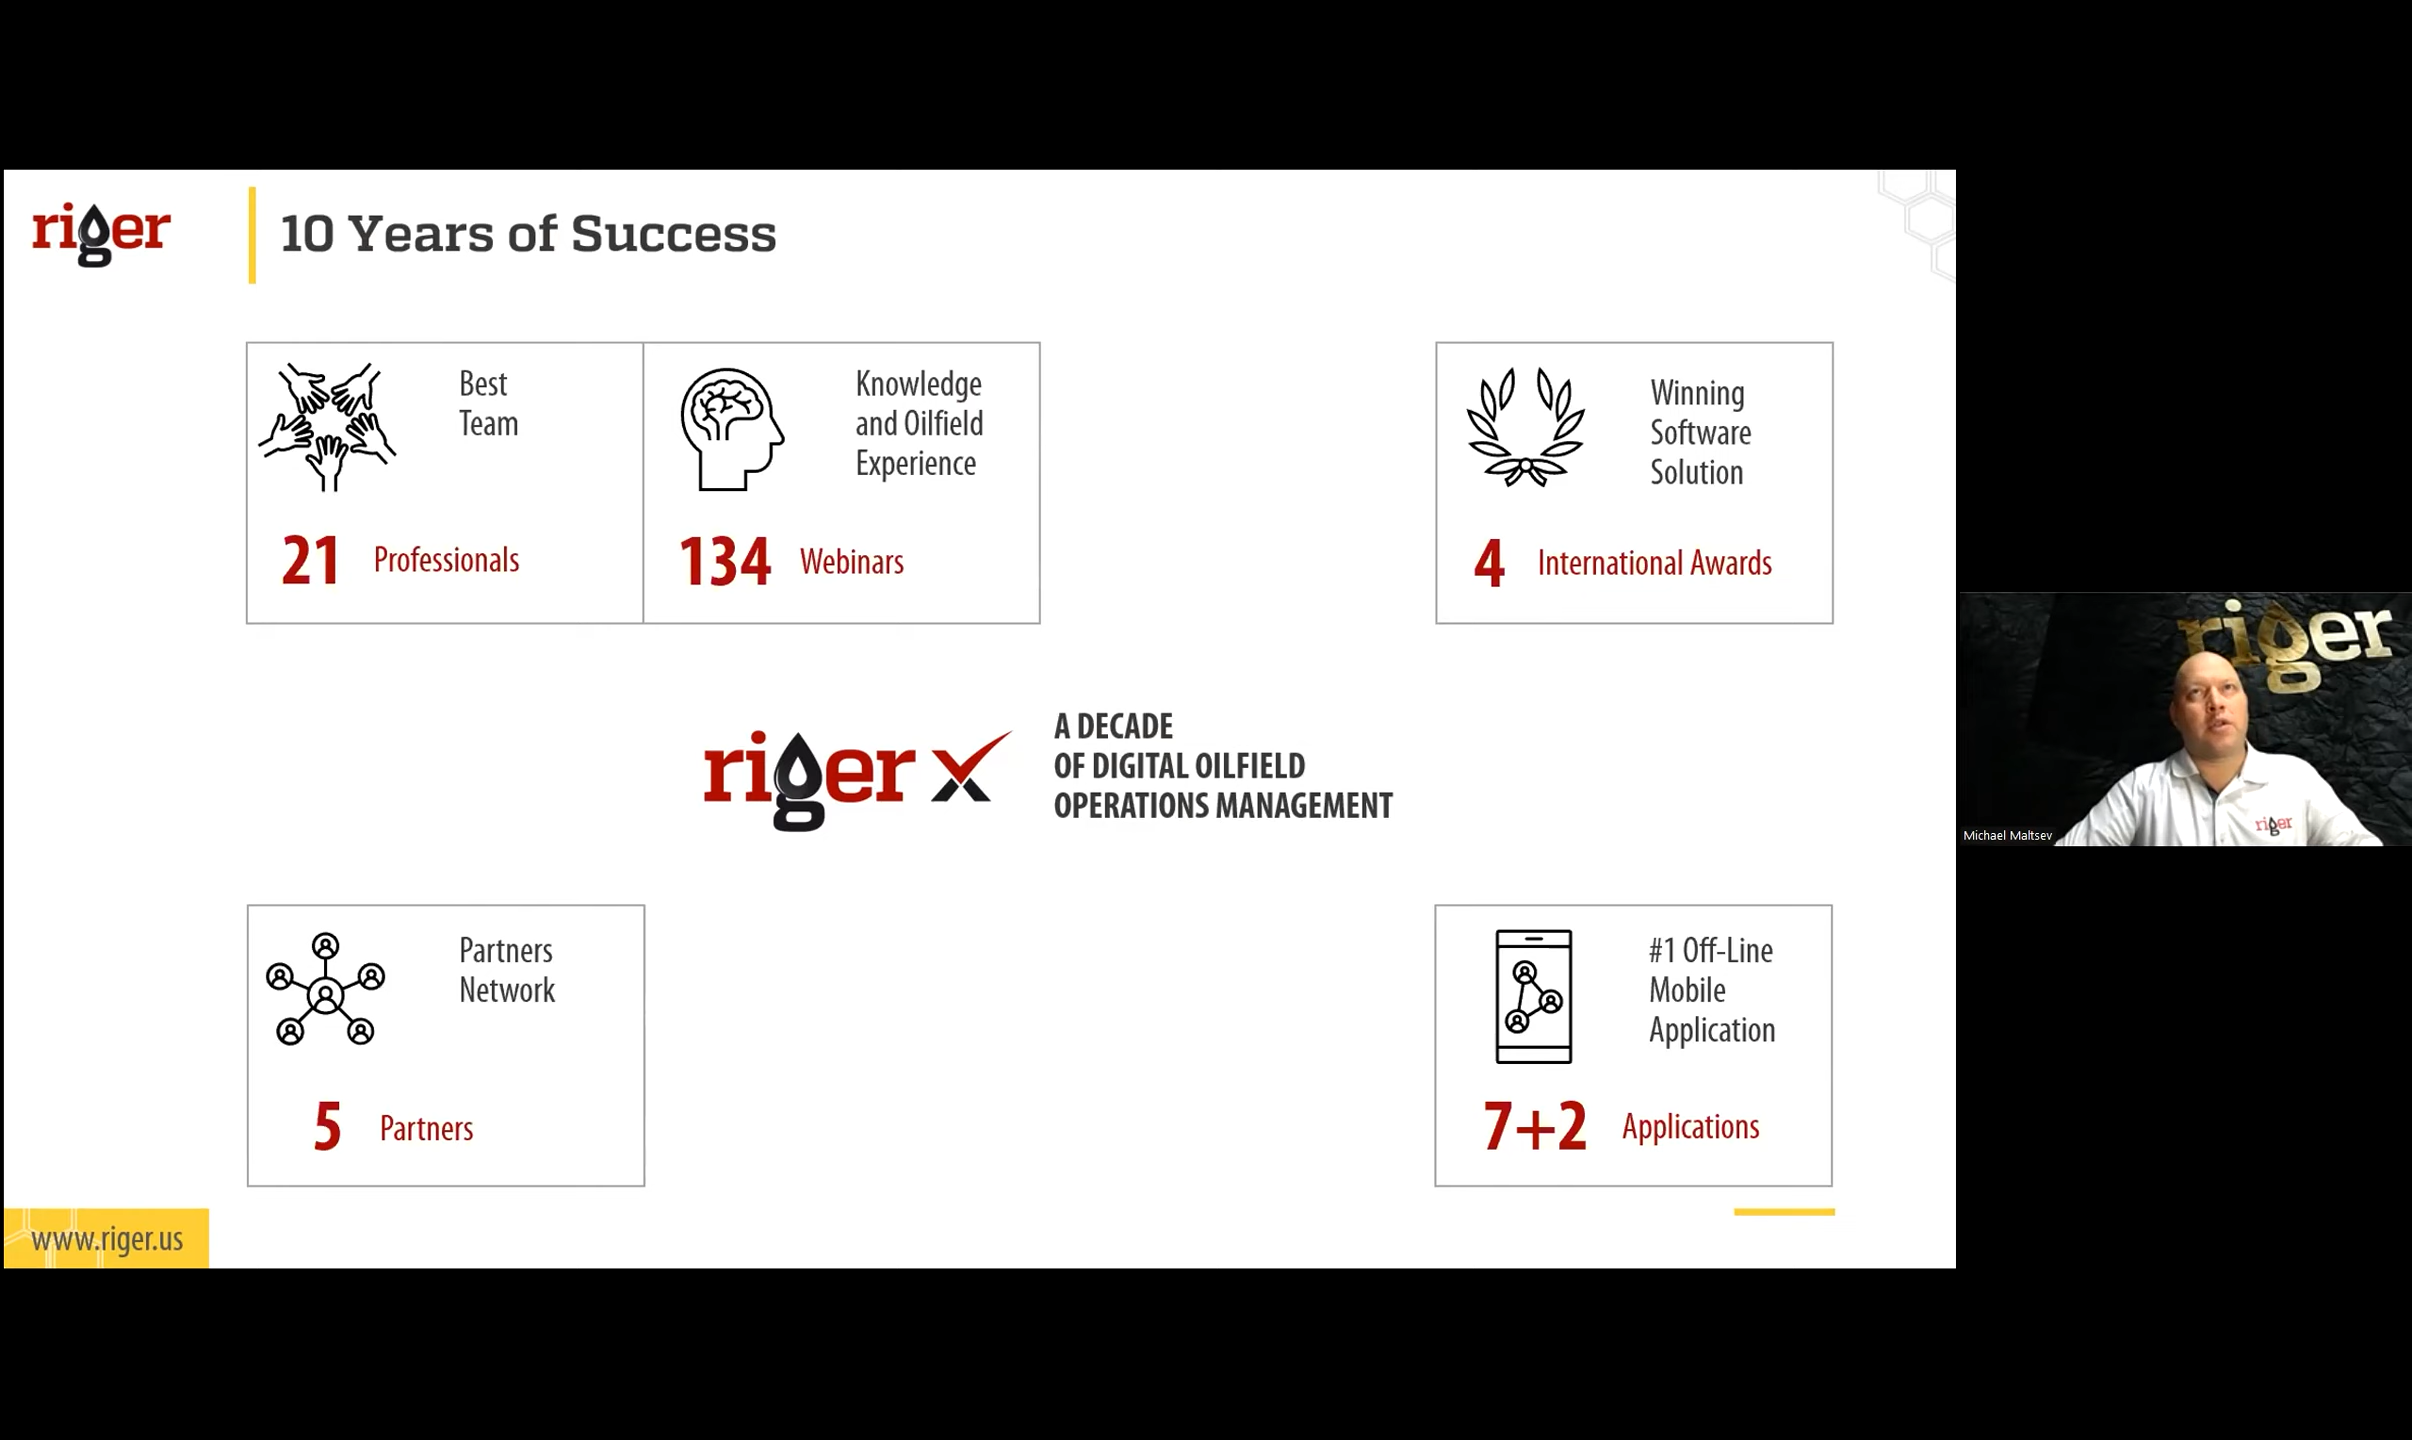 riger
10 Years of Success
Best
Team
21 Professionals
Knowledge
and Oilfield
Experience
134 Webinars
Winning
Software
Solution
4 International Awards
riger x
A DECADE
OF DIGITAL OILFIELD
OPERATIONS MANAGEMENT
riger
riger
Michael Maltsev
Partners
Network
5 Partners
#1 Off-Line
Mobile
Application
7+2 Applications
www.riger.us